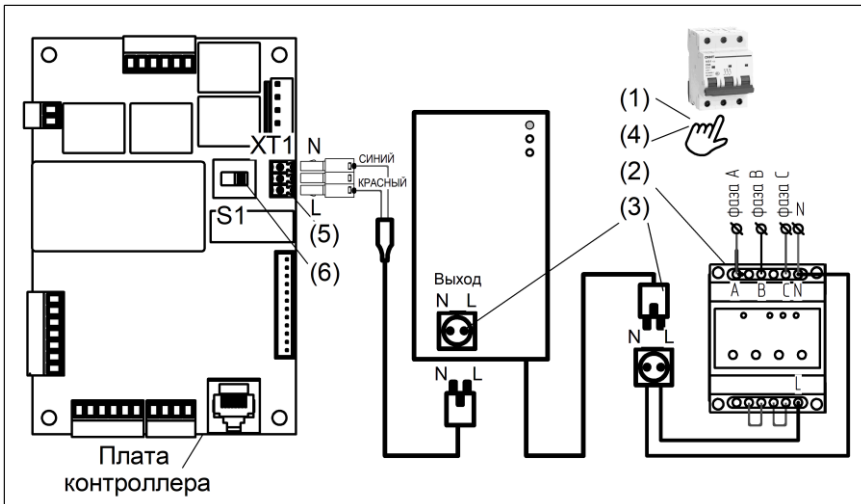 (1)
(4)
(2)
(3)
фаза A
фаза B
фаза C
N
XT1
N
СИНИЙ
КРАСНЫЙ
L
S1
(5)
(6)
Выход
N L
N L
N L
A B C N
L
Плата
контроллера